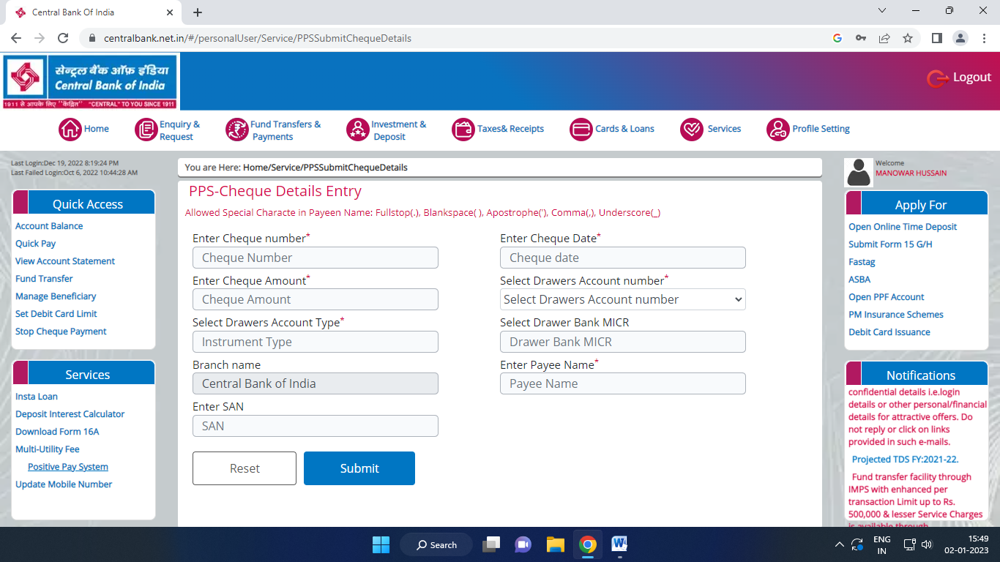 Central Bank Of India
centralbank.net.in/#/personalUser/Service/PPSSubmitChequeDetails
सेन्ट्रल बैंक ऑफ़ इंडिया
Central Bank of India
1911 से आपके लिए "केंद्रित" "CENTRAL" TO YOU SINCE 1911
Logout
Home
Enquiry &
Request
Fund Transfers &
Payments
Investment &
Deposit
Taxes& Receipts
Cards & Loans
Services
Profile Setting
Last Login:Dec 19, 2022 8:19:24 PM
Last Failed Login:Oct 6, 2022 10:44:28 AM
Quick Access
Account Balance
Quick Pay
View Account Statement
Fund Transfer
Manage Beneficiary
Set Debit Card Limit
Stop Cheque Payment
Services
Insta Loan
Deposit Interest Calculator
Download Form 16A
Multi-Utility Fee
Positive Pay System
Update Mobile Number
You are Here: Home/Service/PPSSubmitChequeDetails
PPS-Cheque Details Entry
Allowed Special Characte in Payeen Name: Fullstop(.), Blankspace( ), Apostrophe('), Comma(,), Underscore(_)
Enter Cheque number*
Cheque Number
Enter Cheque Date*
Cheque date
Enter Cheque Amount*
Cheque Amount
Select Drawers Account number*
Select Drawers Account number
Select Drawers Account Type*
Instrument Type
Select Drawer Bank MICR
Drawer Bank MICR
Branch name
Central Bank of India
Enter Payee Name*
Payee Name
Enter SAN
SAN
Reset
Submit
Welcome
MANOWAR HUSSAIN
Apply For
Open Online Time Deposit
Submit Form 15 G/H
Fastag
ASBA
Open PPF Account
PM Insurance Schemes
Debit Card Issuance
Notifications
confidential details i.e.login
details or other personal/financial
details for attractive offers. Do
not reply or click on links
provided in such e-mails.
Projected TDS FY:2021-22.
Fund transfer facility through
IMPS with enhanced per
transaction Limit up to Rs.
500,000 & lesser Service Charges
is available through
Search
ENG
IN
15:49
02-01-2023